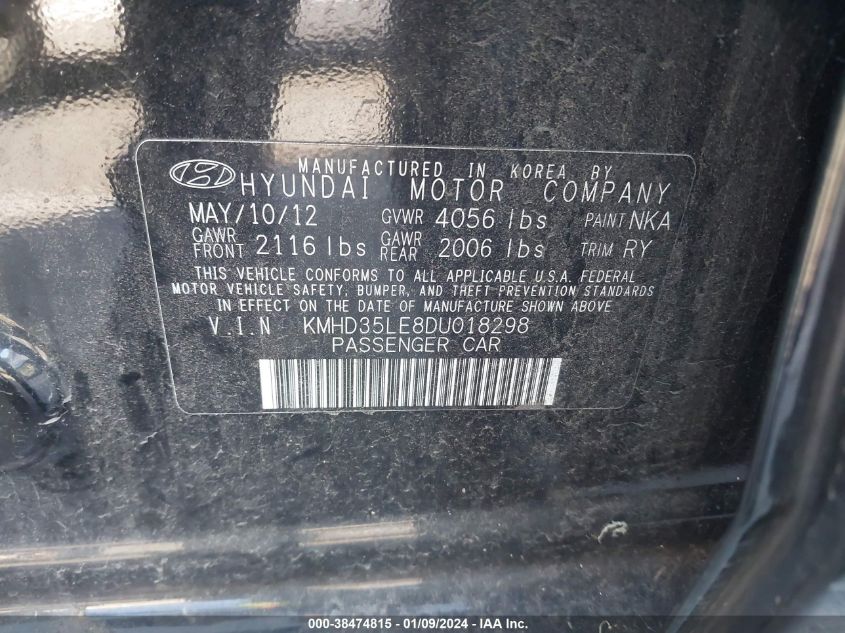 MANUFACTURED IN KOREA BY
HYUNDAI MOTOR COMPANY
MAY/10/12 GVWR 4056 lbs PAINT NKA
GAWR FRONT 2116 lbs GAWR REAR 2006 lbs TRIM RY
THIS VEHICLE CONFORMS TO ALL APPLICABLE U.S.A. FEDERAL
MOTOR VEHICLE SAFETY, BUMPER, AND THEFT PREVENTION STANDARDS
IN EFFECT ON THE DATE OF MANUFACTURE SHOWN ABOVE
V.I.N KMHD35LE8DU018298
PASSENGER CAR
000-38474815 - 01/09/2024 - IAA Inc.